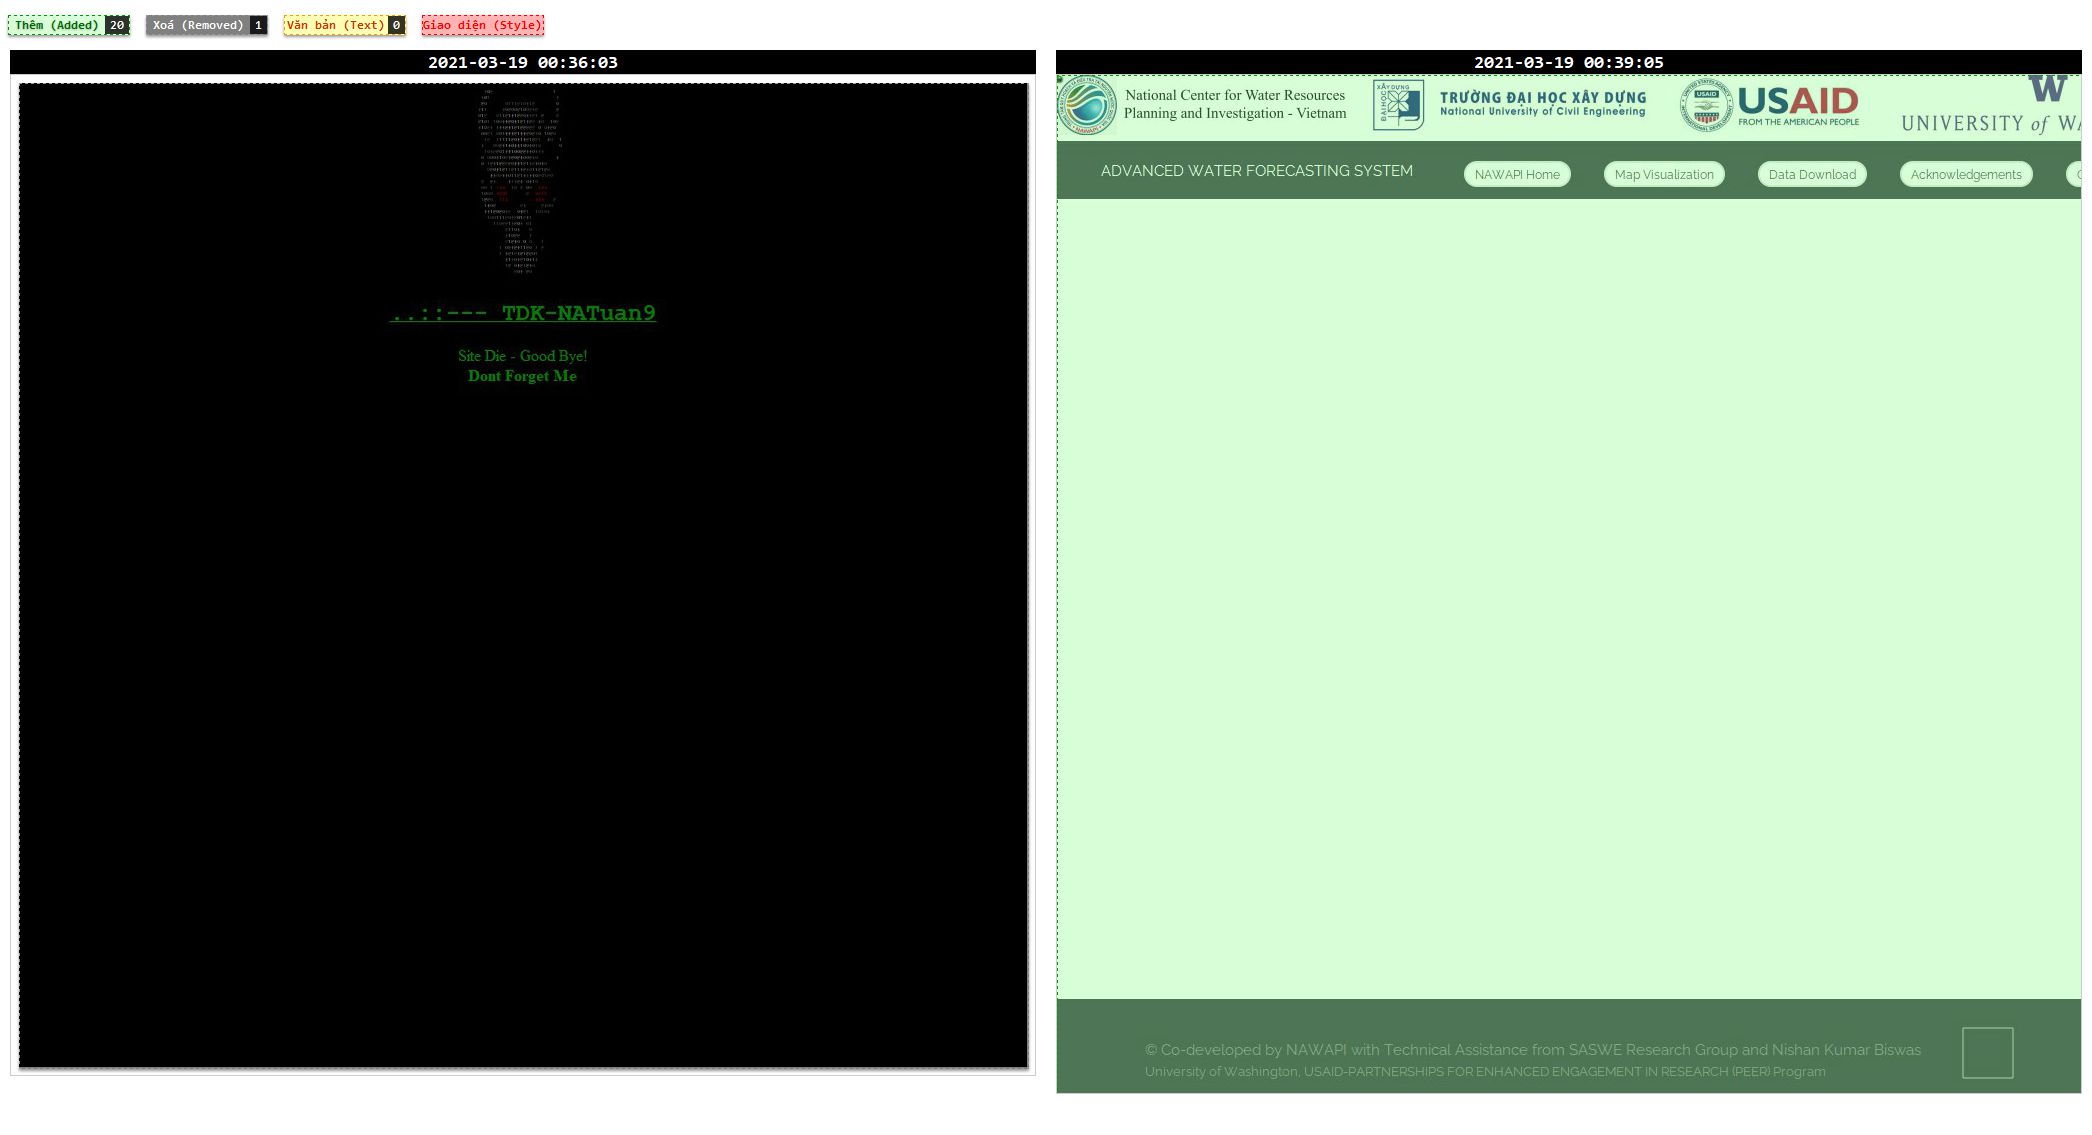 Thêm (Added) 20 Xoá (Removed) 1 Văn bản (Text) 0 Giao diện (Style)
2021-03-19 00:36:03
..::--- TDK-NATuan9
Site Die - Good Bye!
Dont Forget Me
2021-03-19 00:39:05
National Center for Water Resources
Planning and Investigation - Vietnam
XÂY DỰNG
ĐẠI HỌC
TRƯỜNG ĐẠI HỌC XÂY DỰNG
National University of Civil Engineering
USAID
USAID
FROM THE AMERICAN PEOPLE
W
UNIVERSITY of WA
ADVANCED WATER FORECASTING SYSTEM NAWAPI Home Map Visualization Data Download Acknowledgements
© Co-developed by NAWAPI with Technical Assistance from SASWE Research Group and Nishan Kumar Biswas
University of Washington, USAID-PARTNERSHIPS FOR ENHANCED ENGAGEMENT IN RESEARCH (PEER) Program